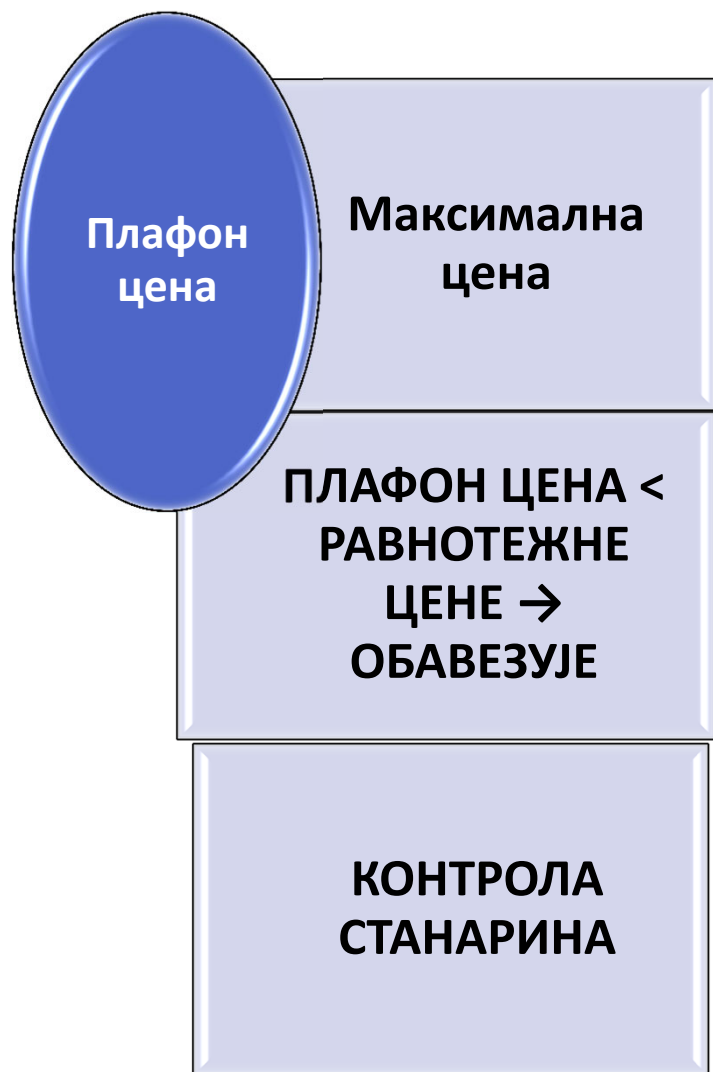 Плафон
цена
Максимална
цена
ПЛАФОН ЦЕНА <
РАВНОТЕЖНЕ
ЦЕНЕ →
ОБАВЕЗУЈЕ
КОНТРОЛА
СТАНАРИНА